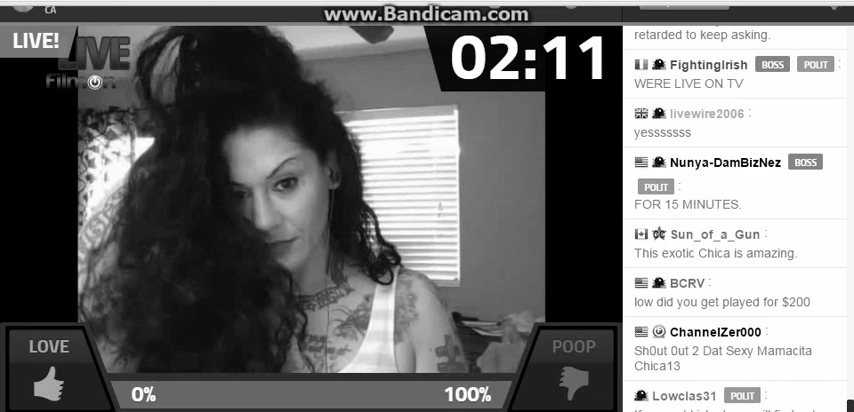 www.Bandicam.com
CA
LIVE!
LIVE
FilmOn
02:11
LOVE
POOP
0%
100%
retarded to keep asking.
FightingIrish BOSS POLIT :
WERE LIVE ON TV
livewire2006 :
yesssssss
Nunya-DamBizNez BOSS
POLIT :
FOR 15 MINUTES.
Sun_of_a_Gun :
This exotic Chica is amazing.
BCRV :
low did you get played for $200
ChannelZer000 :
Sh0ut 0ut 2 Dat Sexy Mamacita
Chica13
Lowclas31 POLIT :